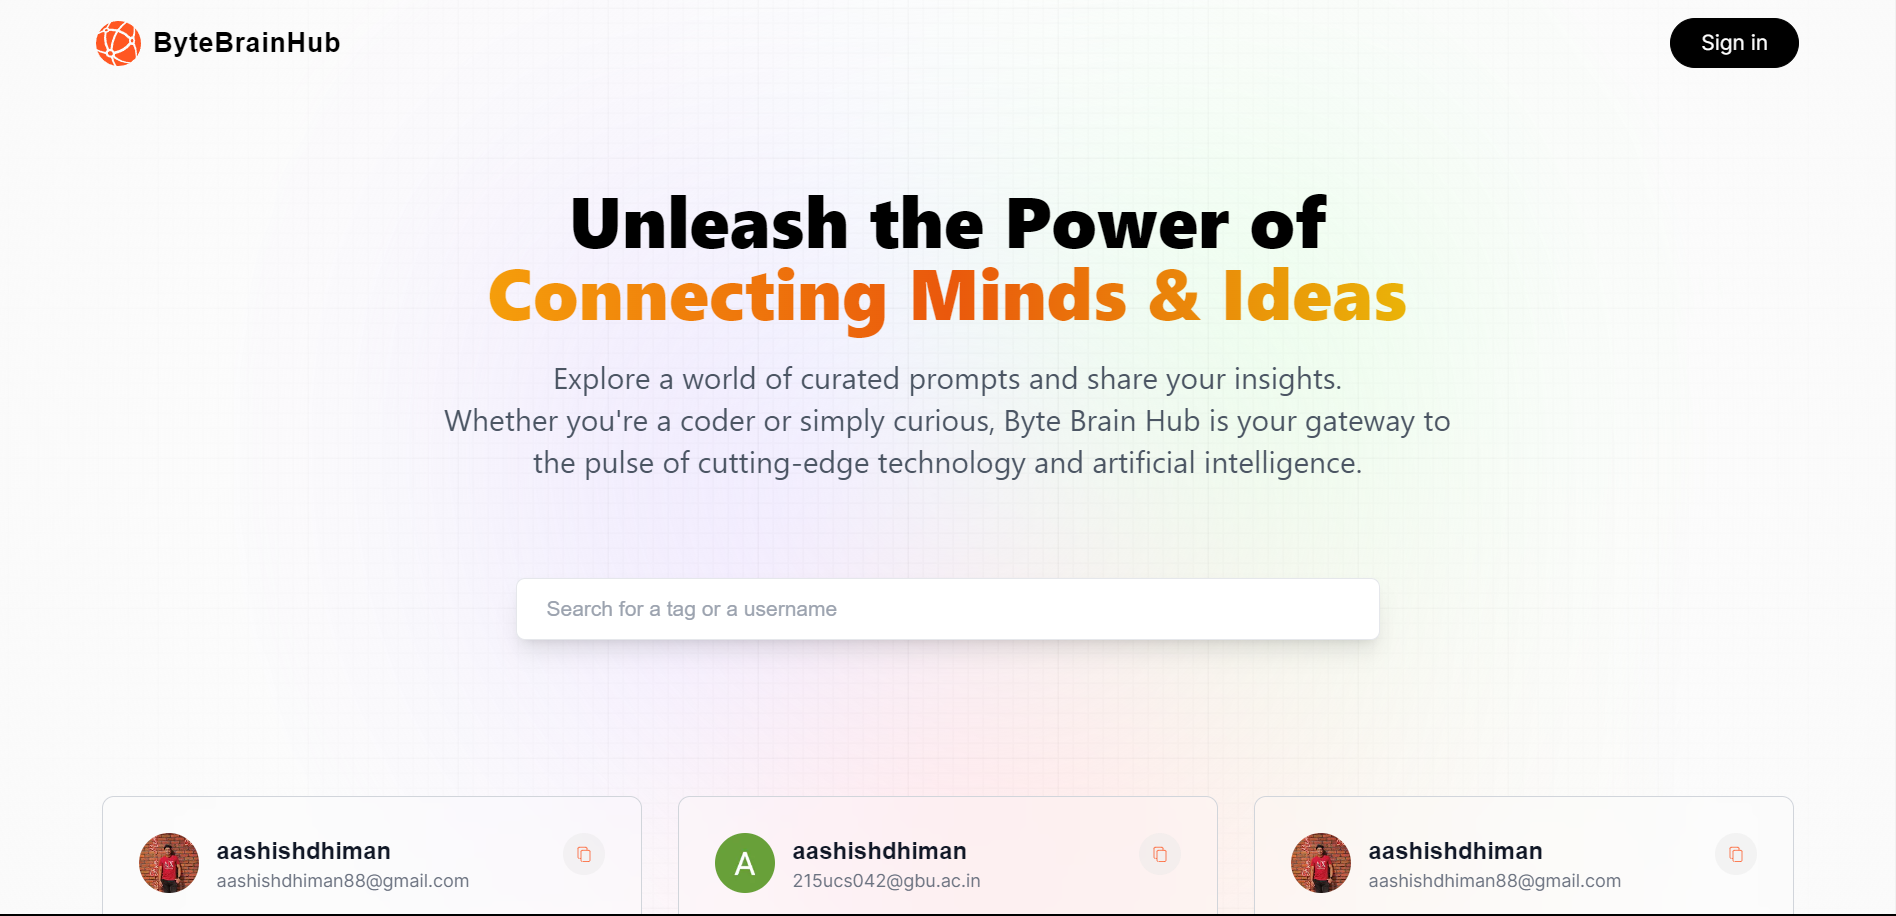 ByteBrainHub
Sign in
Unleash the Power of
Connecting Minds & Ideas
Explore a world of curated prompts and share your insights.
Whether you're a coder or simply curious, Byte Brain Hub is your gateway to
the pulse of cutting-edge technology and artificial intelligence.
Search for a tag or a username
aashishdhiman
aashishdhiman88@gmail.com
A
aashishdhiman
215ucs042@gbu.ac.in
aashishdhiman
aashishdhiman88@gmail.com